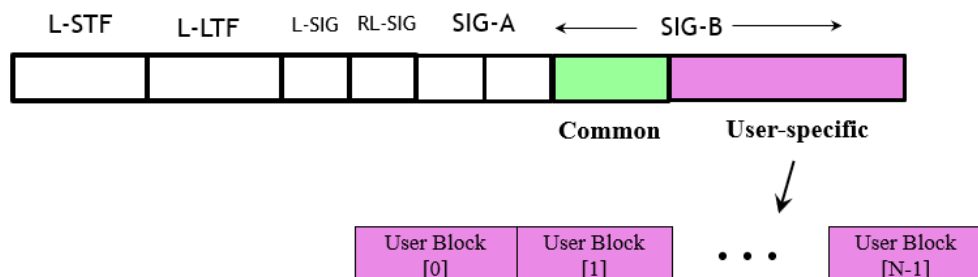 L-STF L-LTF L-SIG RL-SIG SIG-A SIG-B
Common User-specific
User Block User Block • • • User Block
[0] [1] [N-1]